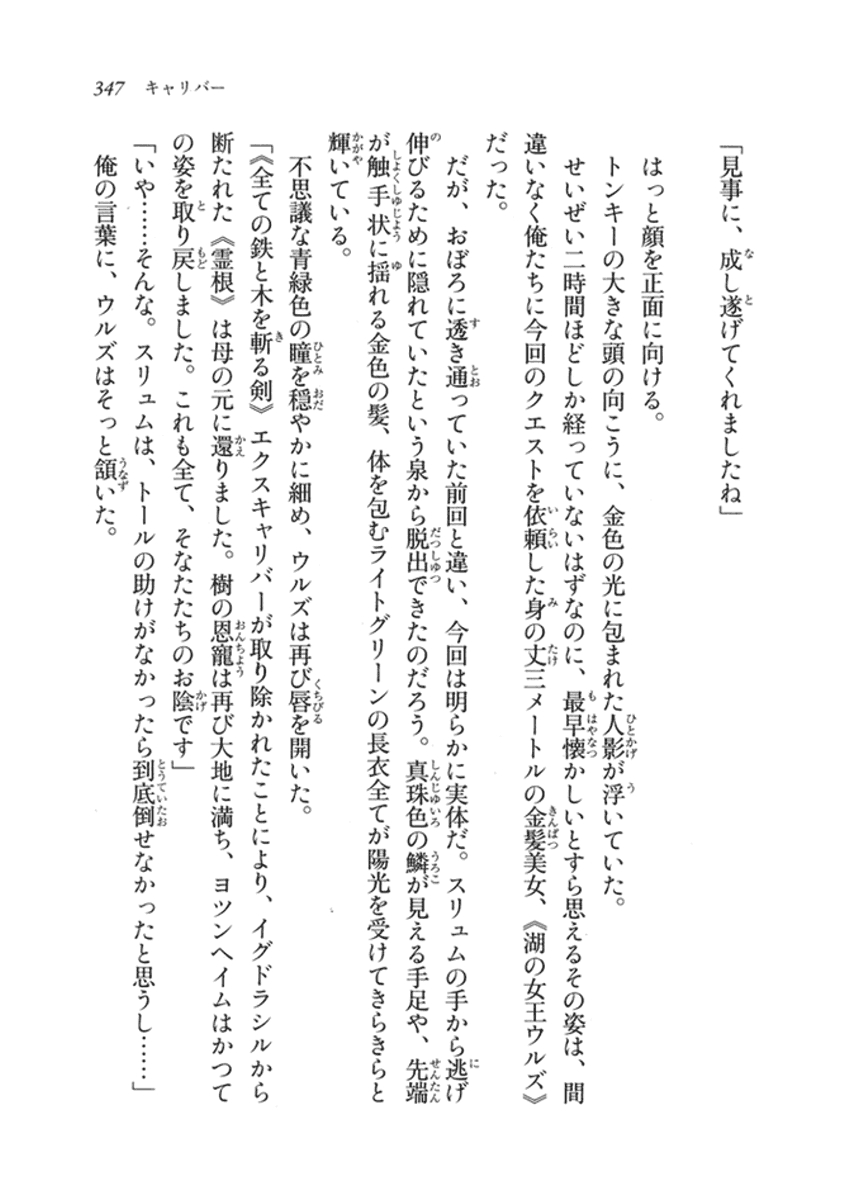 347 キャリバー
「見事に、成し遂げてくれましたね」
はっと顔を正面に向ける。
トンキーの大きな頭の向こうに、金色の光に包まれた人影が浮いていた。
せいぜい二時間ほどしか経っていないはずなのに、最早懐かしいとすら思えるその姿は、間
違いなく俺たちに今回のクエストを依頼した身の丈三メートルの金髪美女、《湖の女王ウルズ》
だった。
だが、おぼろに透き通っていた前回と違い、今回は明らかに実体だ。スリュムの手から逃げ
伸びるために隠れていたという泉から脱出できたのだろう。真珠色の鱗が見える手足や、先端
が触手状に揺れる金色の髪、体を包むライトグリーンの長衣全てが陽光を受けてきらきらと
輝いている。
不思議な青緑色の瞳を穏やかに細め、ウルズは再び唇を開いた。
「《全ての鉄と木を斬る剣》エクスキャリバーが取り除かれたことにより、イグドラシルから
断たれた《霊根》は母の元に還りました。樹の恩寵は再び大地に満ち、ヨツンヘイムはかつて
の姿を取り戻しました。これも全て、そなたたちのお陰です」
「いや……そんな。スリュムは、トールの助けがなかったら到底倒せなかったと思うし……」
俺の言葉に、ウルズはそっと頷いた。